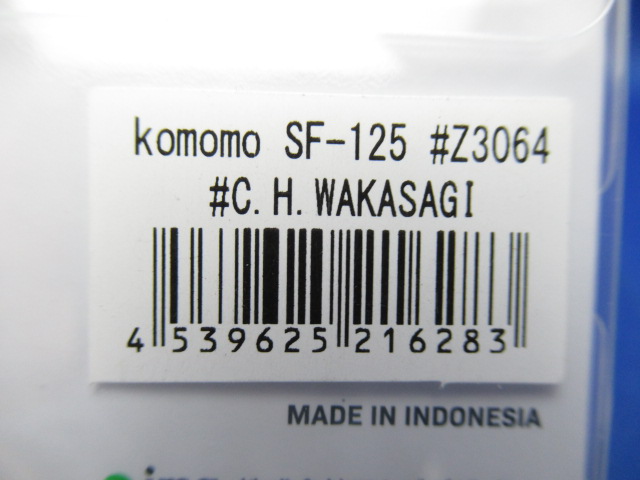 komomo SF-125 #Z3064
#C.H.WAKASAGI
4 539625 216283
MADE IN INDONESIA